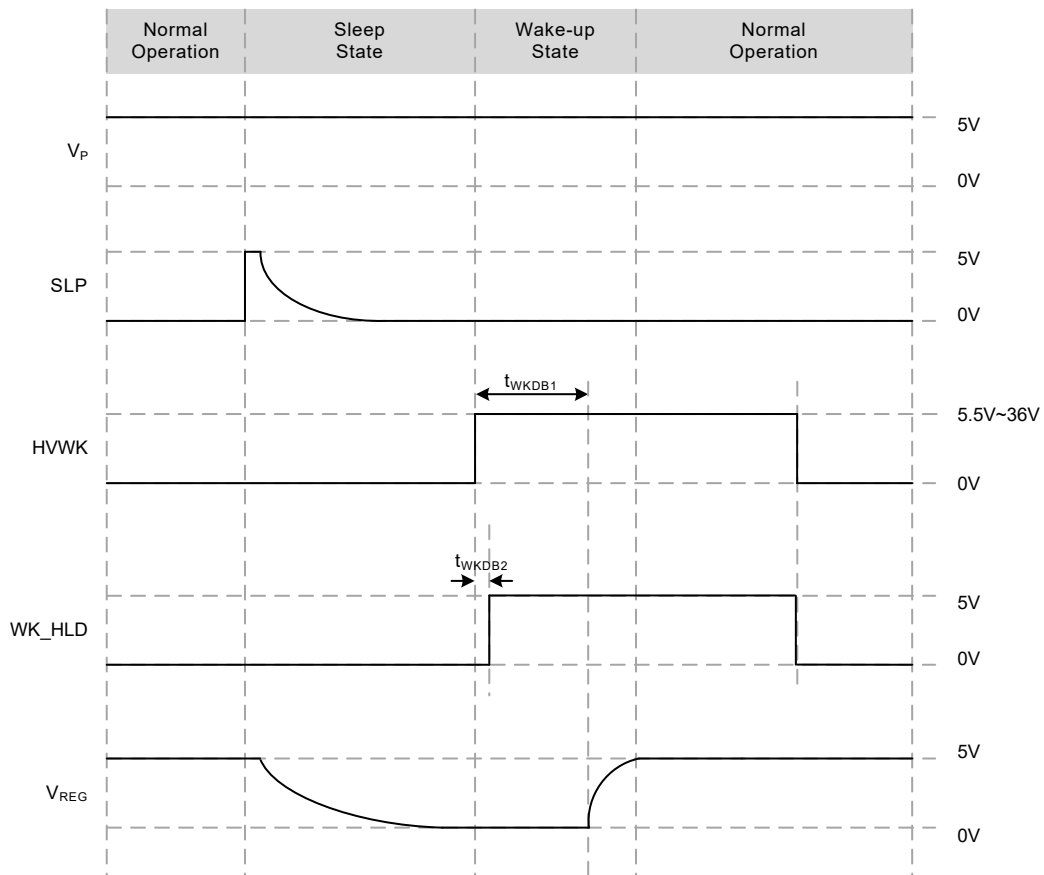 Normal
Operation
Sleep
State
Wake-up
State
Normal
Operation
VP
5V
0V
SLP
5V
0V
tWKDB1
HVWK
5.5V~36V
0V
tWKDB2
WK_HLD
5V
0V
VREG
5V
0V